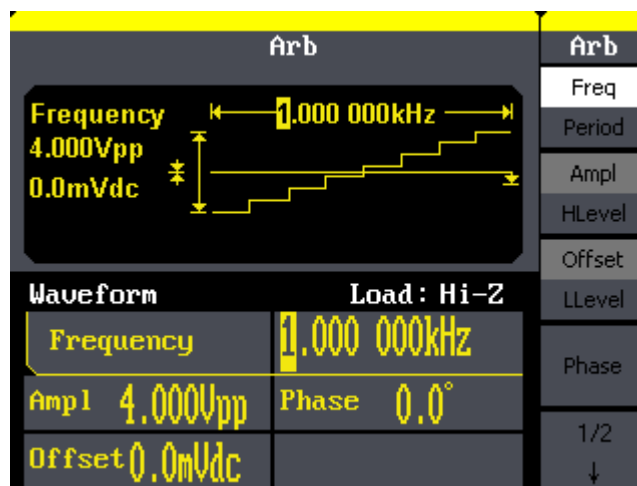 Arb
Arb
Frequency
1.000 000kHz
4.000Vpp
0.0mVdc
Freq
Period
Ampl
HLevel
Offset
LLevel
Phase
1/2
↓
Waveform Load: Hi-Z
Frequency 1.000 000kHz
Ampl 4.000Vpp Phase 0.0°
Offset 0.0mVdc